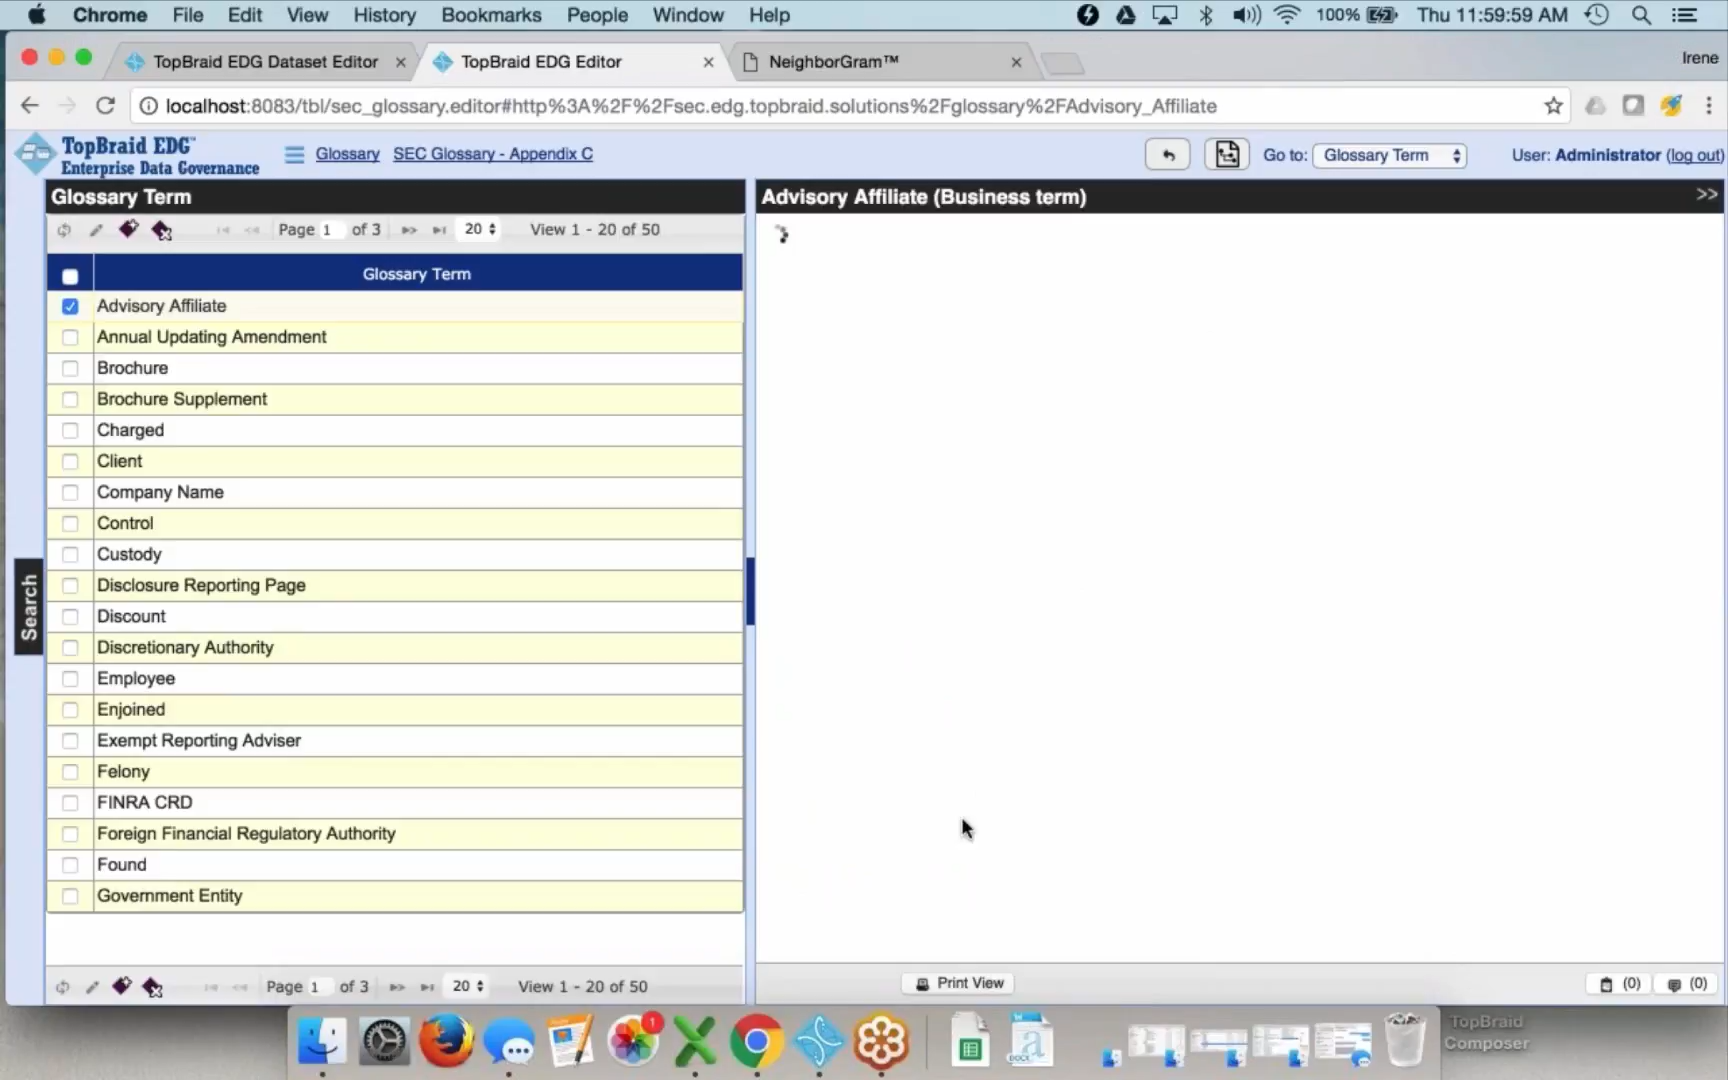 Chrome File Edit View History Bookmarks People Window Help 100% Thu 11:59:59 AM
TopBraid EDG Dataset Editor × TopBraid EDG Editor × NeighborGram™ × Irene
localhost:8083/tbl/sec_glossary.editor#http%3A%2F%2Fsec.edg.topbraid.solutions%2Fglossary%2FAdvisory_Affiliate
TopBraid EDG™
Enterprise Data Governance
Glossary SEC Glossary - Appendix C Go to: Glossary Term User: Administrator (log out)
Glossary Term
Advisory Affiliate (Business term) >>
Page 1 of 3 20 View 1 - 20 of 50
Glossary Term
Advisory Affiliate
Annual Updating Amendment
Brochure
Brochure Supplement
Charged
Client
Company Name
Control
Custody
Disclosure Reporting Page
Discount
Discretionary Authority
Employee
Enjoined
Exempt Reporting Adviser
Felony
FINRA CRD
Foreign Financial Regulatory Authority
Found
Government Entity
Search
Page 1 of 3 20 View 1 - 20 of 50
Print View (0) (0)
1
DOCX
TopBraid
Composer